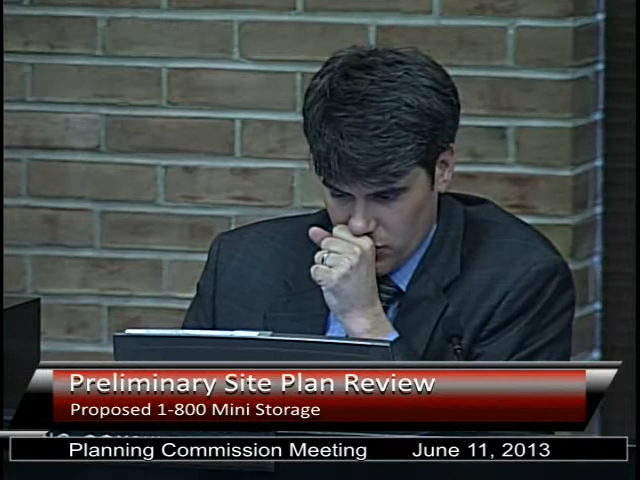 Preliminary Site Plan Review
Proposed 1-800 Mini Storage
Planning Commission Meeting June 11, 2013